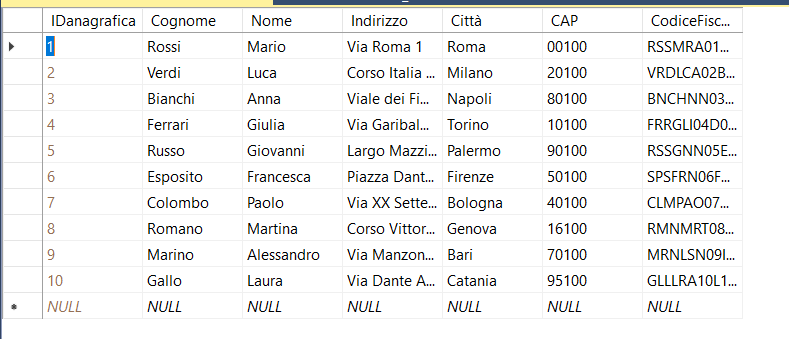 IDanagrafica Cognome Nome Indirizzo Città CAP CodiceFisc...
1 Rossi Mario Via Roma 1 Roma 00100 RSSMRA01...
2 Verdi Luca Corso Italia ... Milano 20100 VRDLCA02B...
3 Bianchi Anna Viale dei Fi... Napoli 80100 BNCHNN03...
4 Ferrari Giulia Via Garibal... Torino 10100 FRRGLI04D0...
5 Russo Giovanni Largo Mazzi... Palermo 90100 RSSGNN05E...
6 Esposito Francesca Piazza Dant... Firenze 50100 SPSFRN06F...
7 Colombo Paolo Via XX Sette... Bologna 40100 CLMPAO07...
8 Romano Martina Corso Vittor... Genova 16100 RMNMRT08...
9 Marino Alessandro Via Manzon... Bari 70100 MRNLSN09I...
10 Gallo Laura Via Dante A... Catania 95100 GLLLRA10L1...
NULL NULL NULL NULL NULL NULL NULL